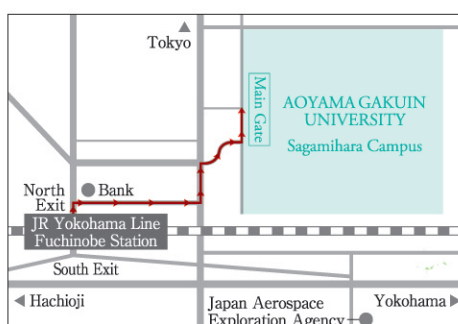 Tokyo
Main Gate
AOYAMA GAKUIN
UNIVERSITY
Sagamihara Campus
North
Exit
Bank
JR Yokohama Line
Fuchinobe Station
South Exit
Hachioji
Japan Aerospace
Exploration Agency
Yokohama